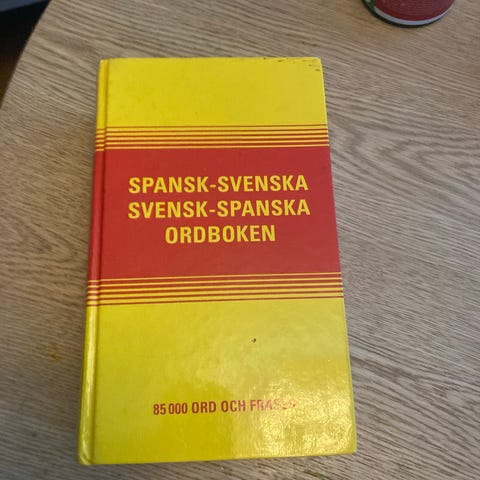 SPANSK-SVENSKA
SVENSK-SPANSKA
ORDBOKEN
85 000 ORD OCH